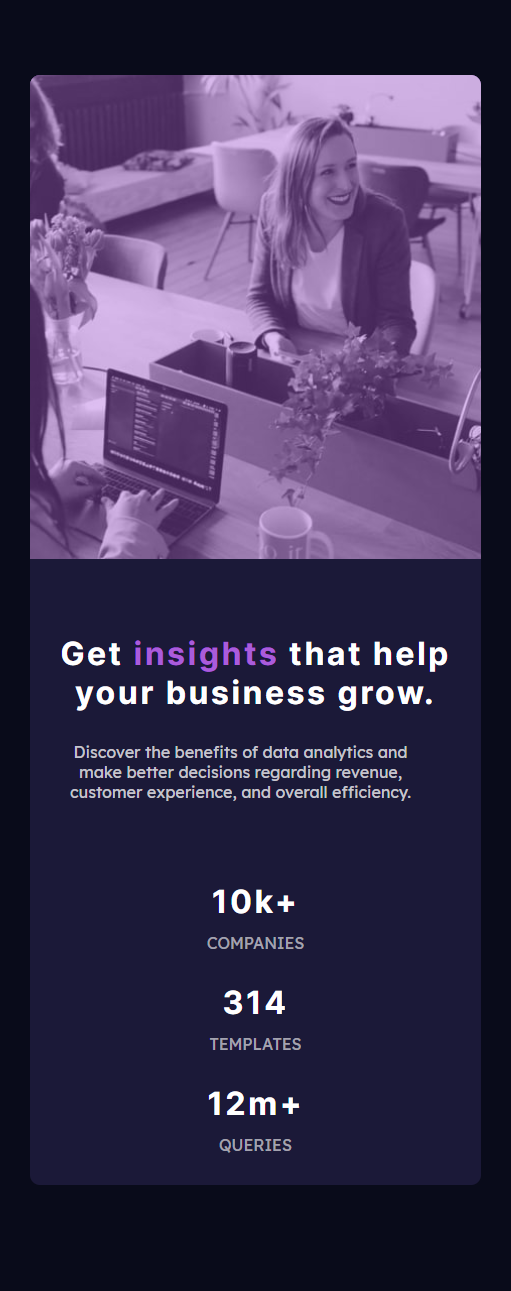 Get insights that help
your business grow.
Discover the benefits of data analytics and
make better decisions regarding revenue,
customer experience, and overall efficiency.
10k+
COMPANIES
314
TEMPLATES
12m+
QUERIES